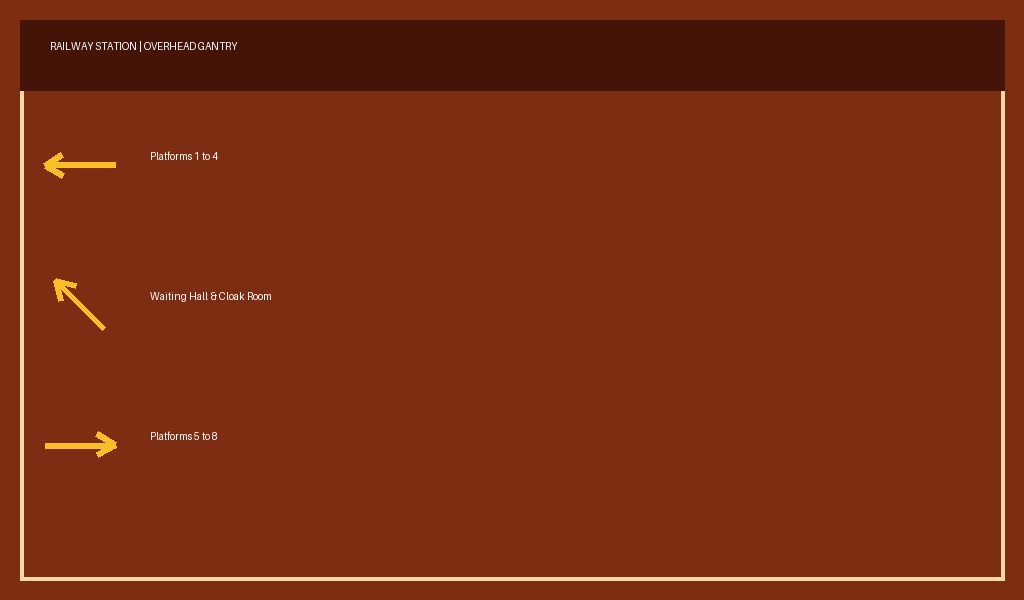 RAILWAY STATION | OVERHEAD GANTRY
Platforms 1 to 4
Waiting Hall & Cloak Room
Platforms 5 to 8